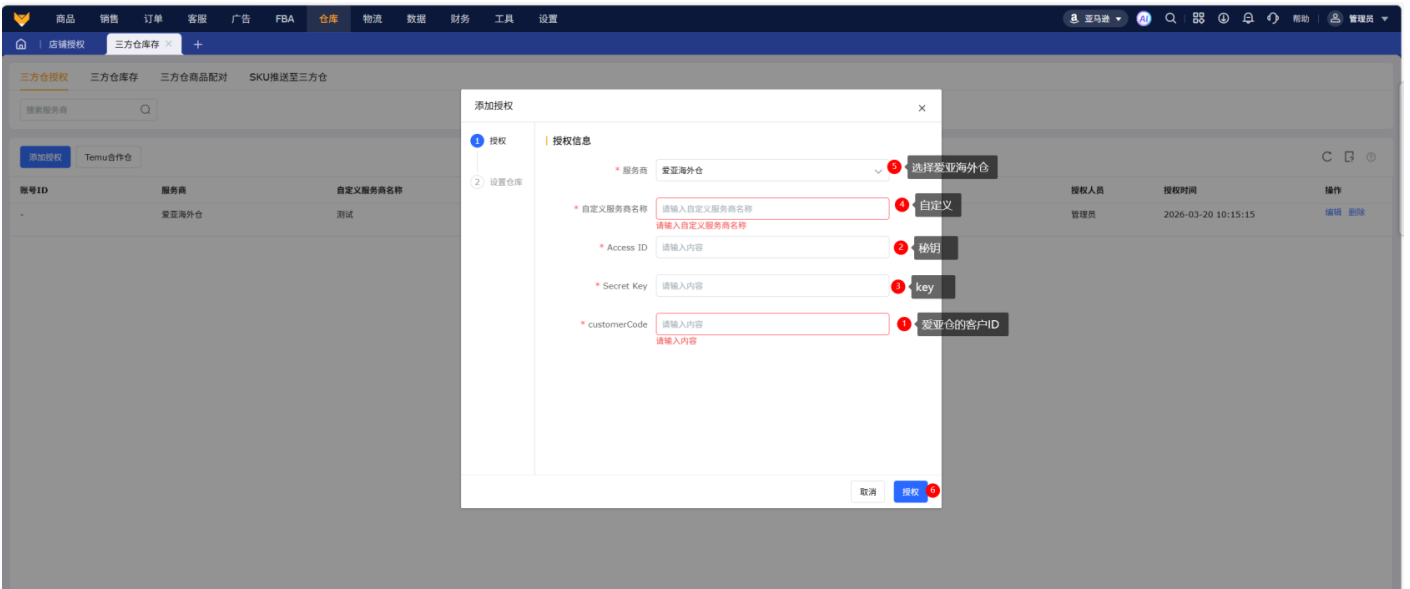 商品 销售 订单 客服 广告 FBA 仓库 物流 数据 财务 工具 设置 亚马逊 AI 帮助 管理员
店铺授权 三方仓库存
三方仓授权 三方仓库存 三方仓商品配对 SKU推送至三方仓
搜索服务商
添加授权 Temu合作仓
账号ID 服务商 自定义服务商名称 授权人员 授权时间 操作
- 爱亚海外仓 测试 管理员 2026-03-20 10:15:15 编辑 删除
添加授权
1 授权
2 设置仓库
授权信息
* 服务商 爱亚海外仓 5 选择爱亚海外仓
* 自定义服务商名称 请输入自定义服务商名称 4 自定义
请输入自定义服务商名称
* Access ID 请输入内容 2 秘钥
* Secret Key 请输入内容 3 key
* customerCode 请输入内容 1 爱亚仓的客户ID
请输入内容
取消 授权 6